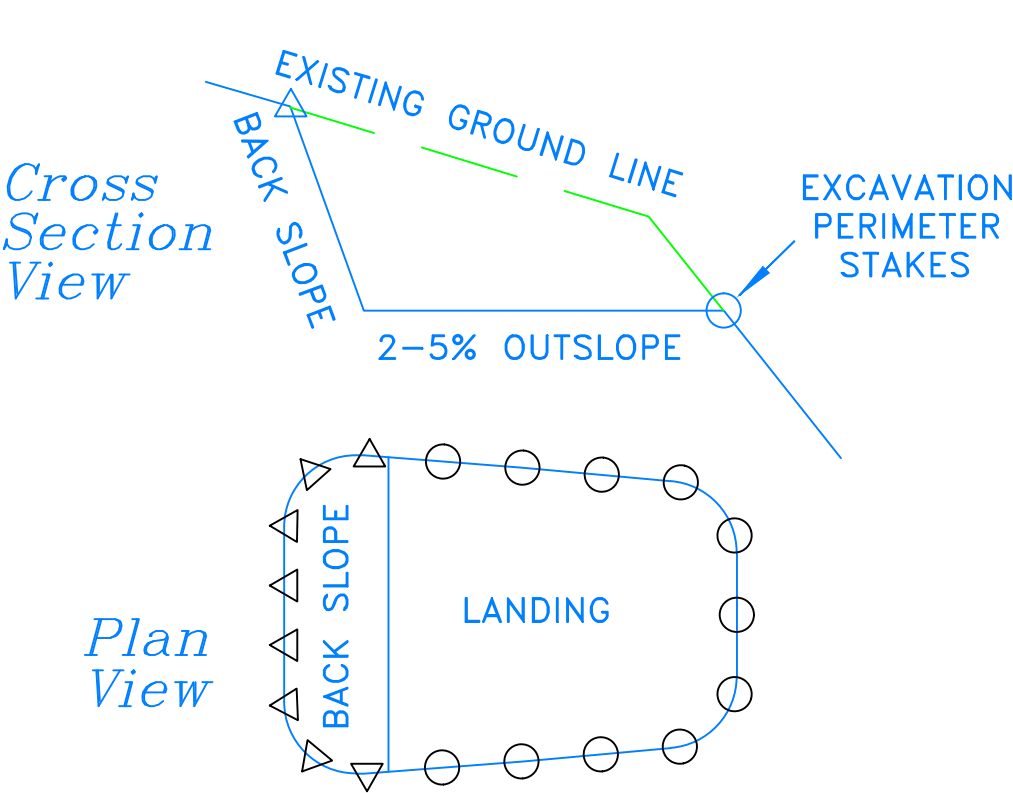 EXISTING GROUND LINE
BACK SLOPE
Cross
Section
View
EXCAVATION
PERIMETER
STAKES
2-5% OUTSLOPE
BACK SLOPE
LANDING
Plan
View